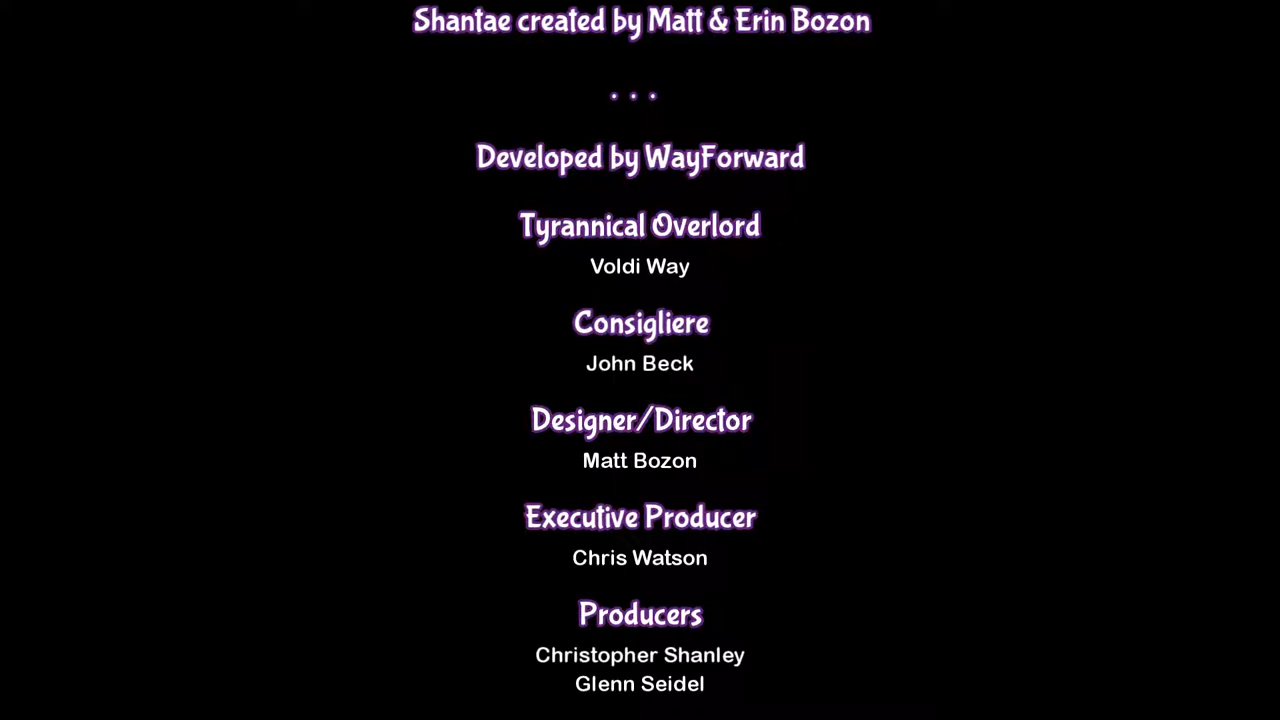 Shantae created by Matt & Erin Bozon
. . .
Developed by WayForward
Tyrannical Overlord
Voldi Way
Consigliere
John Beck
Designer/Director
Matt Bozon
Executive Producer
Chris Watson
Producers
Christopher Shanley
Glenn Seidel